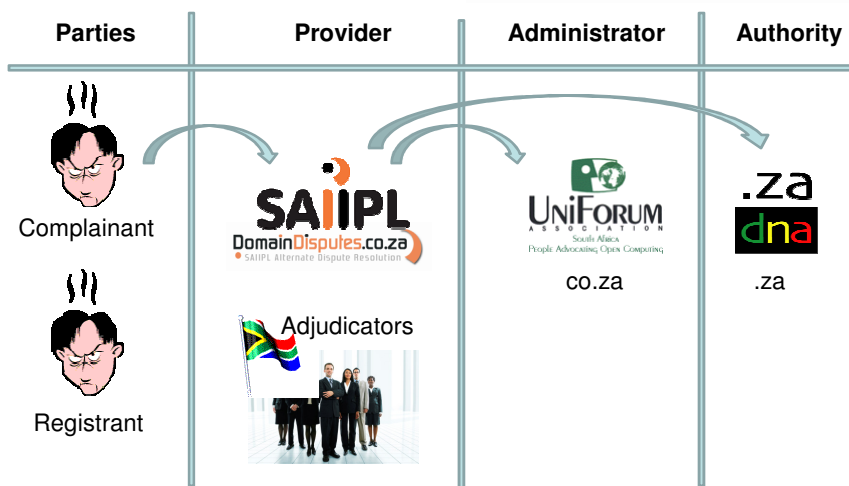 Parties
Provider
Administrator
Authority
Complainant
SAIIPL
DomainDisputes.co.za
SAIIPL Alternate Dispute Resolution
UNIFORUM
ASSOCIATION
South Africa
People Advocating Open Computing
co.za
.za
dna
.za
Adjudicators
Registrant